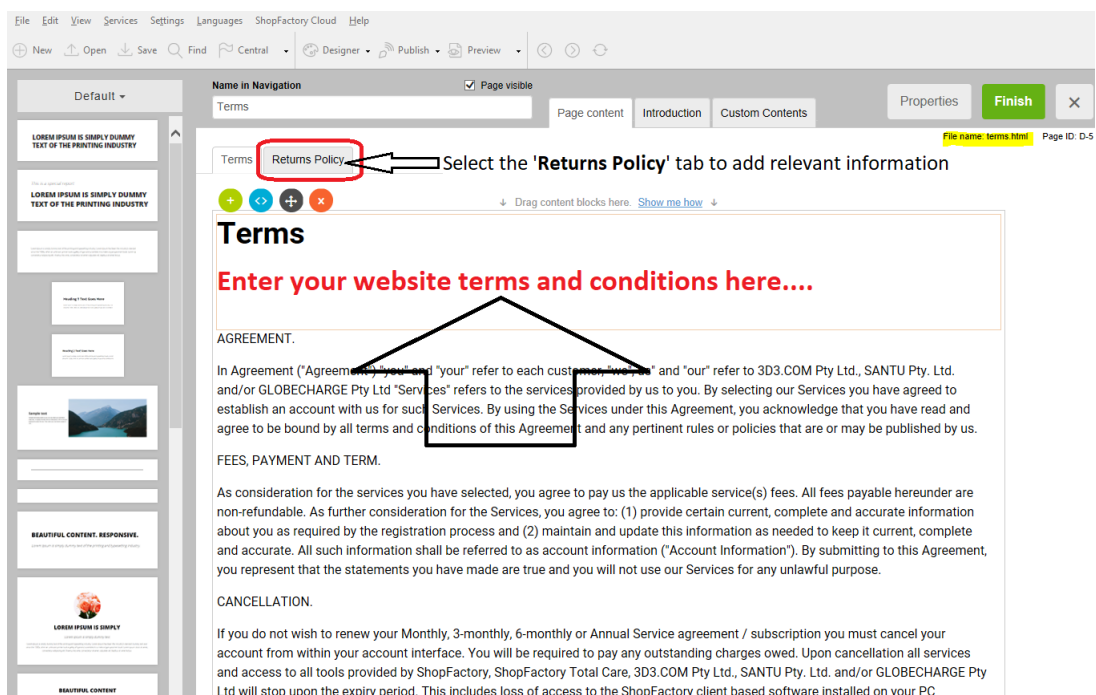 File Edit View Services Settings Languages ShopFactory Cloud Help
New Open Save Find Central Designer Publish Preview
Default
Name in Navigation Page visible
Terms
Page content Introduction Custom Contents
Properties Finish
File name: terms.html Page ID: D-5
Terms Returns Policy Select the 'Returns Policy' tab to add relevant information
Drag content blocks here. Show me how
Terms
Enter your website terms and conditions here....
AGREEMENT.
In Agreement ("Agreement") "you" and "your" refer to each customer, "we", us" and "our" refer to 3D3.COM Pty Ltd., SANTU Pty. Ltd.
and/or GLOBECHARGE Pty Ltd "Services" refers to the services provided by us to you. By selecting our Services you have agreed to
establish an account with us for such Services. By using the Services under this Agreement, you acknowledge that you have read and
agree to be bound by all terms and conditions of this Agreement and any pertinent rules or policies that are or may be published by us.
FEES, PAYMENT AND TERM.
As consideration for the services you have selected, you agree to pay us the applicable service(s) fees. All fees payable hereunder are
non-refundable. As further consideration for the Services, you agree to: (1) provide certain current, complete and accurate information
about you as required by the registration process and (2) maintain and update this information as needed to keep it current, complete
and accurate. All such information shall be referred to as account information ("Account Information"). By submitting to this Agreement,
you represent that the statements you have made are true and you will not use our Services for any unlawful purpose.
CANCELLATION.
If you do not wish to renew your Monthly, 3-monthly, 6-monthly or Annual Service agreement / subscription you must cancel your
account from within your account interface. You will be required to pay any outstanding charges owed. Upon cancellation all services
and access to all tools provided by ShopFactory, ShopFactory Total Care, 3D3.COM Pty Ltd., SANTU Pty. Ltd. and/or GLOBECHARGE Pty
Ltd will stop upon the expiry period. This includes loss of access to the ShopFactory client based software installed on your PC
LOREM IPSUM IS SIMPLY DUMMY
TEXT OF THE PRINTING INDUSTRY
This is a special report
LOREM IPSUM IS SIMPLY DUMMY
TEXT OF THE PRINTING INDUSTRY
Heading 1 Text Goes Here
Sample text
BEAUTIFUL CONTENT. RESPONSIVE.
LOREM IPSUM IS SIMPLY
BEAUTIFUL CONTENT